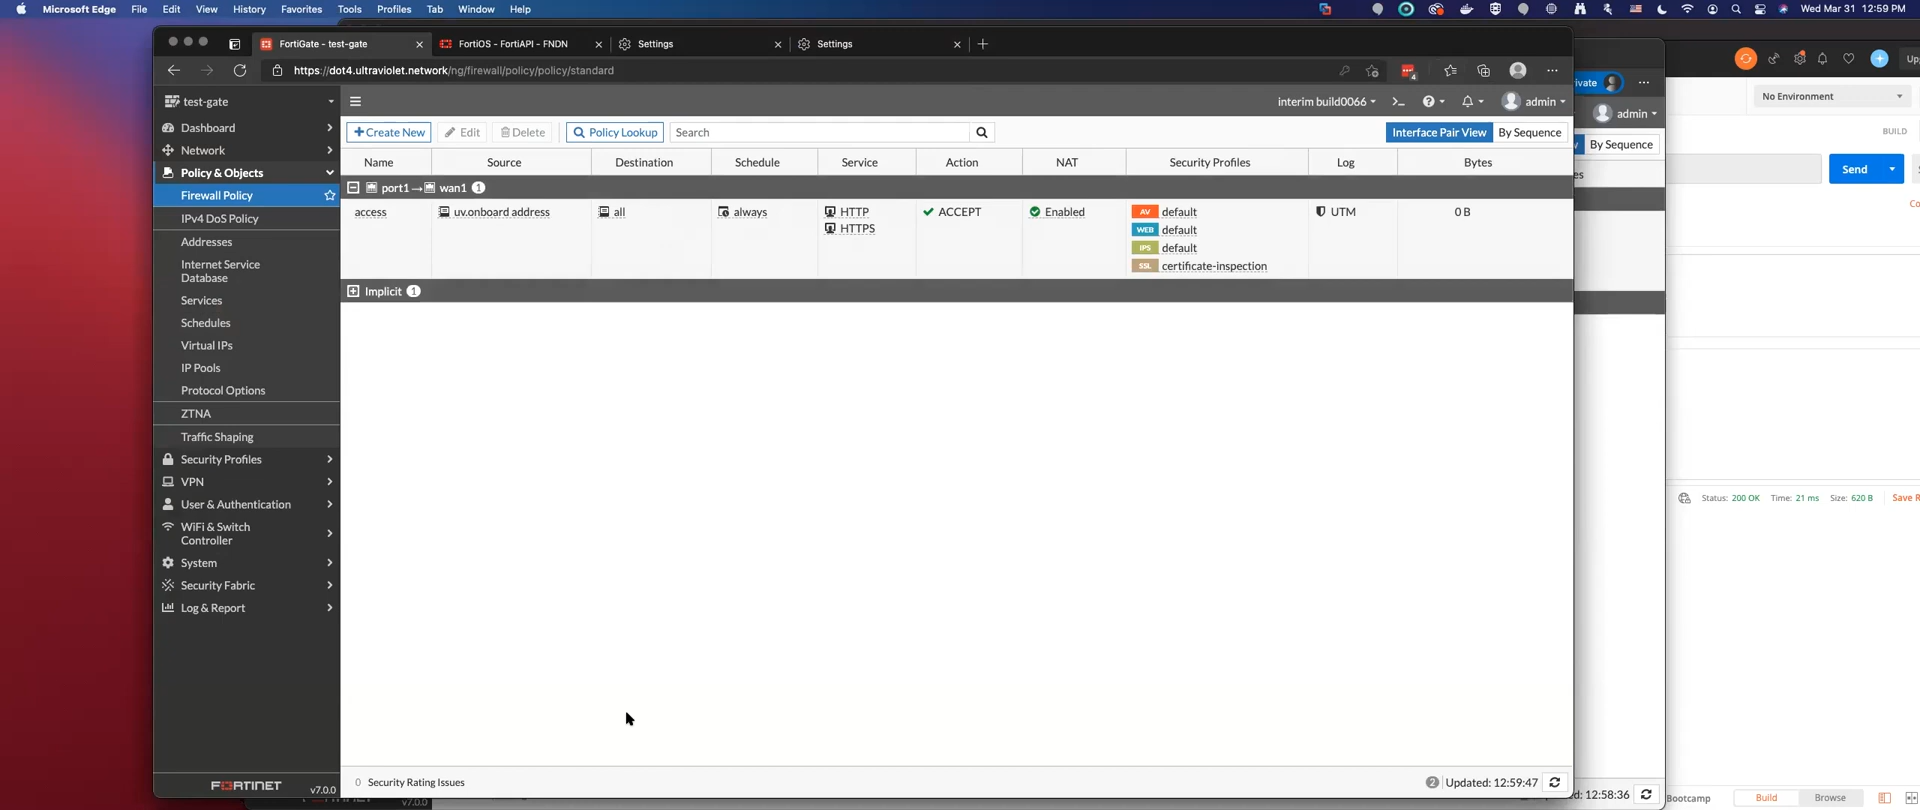 Microsoft Edge File Edit View History Favorites Tools Profiles Tab Window Help
Wed Mar 31 12:59 PM
FortiGate - test-gate
FortiOS - FortiAPI - FNDN
Settings
Settings
https://dot4.ultraviolet.network/ng/firewall/policy/policy/standard
4
test-gate
interim build0066
admin
Dashboard
Network
Policy & Objects
Firewall Policy
IPv4 DoS Policy
Addresses
Internet Service
Database
Services
Schedules
Virtual IPs
IP Pools
Protocol Options
ZTNA
Traffic Shaping
Security Profiles
VPN
User & Authentication
WiFi & Switch
Controller
System
Security Fabric
Log & Report
FORTINET v7.0.0
Create New Edit Delete Policy Lookup Search
Interface Pair View By Sequence
Name Source Destination Schedule Service Action NAT Security Profiles Log Bytes
port1 → wan1 1
access uv.onboard address all always HTTP ACCEPT Enabled AV default UTM 0 B
HTTPS WEB default
IPS default
SSL certificate-inspection
Implicit 1
0 Security Rating Issues
2 Updated: 12:59:47
admin
By Sequence
v7.0.0
12:58:36
No Environment
BUILD
Send
Status: 200 OK Time: 21 ms Size: 620 B
Bootcamp Build Browse